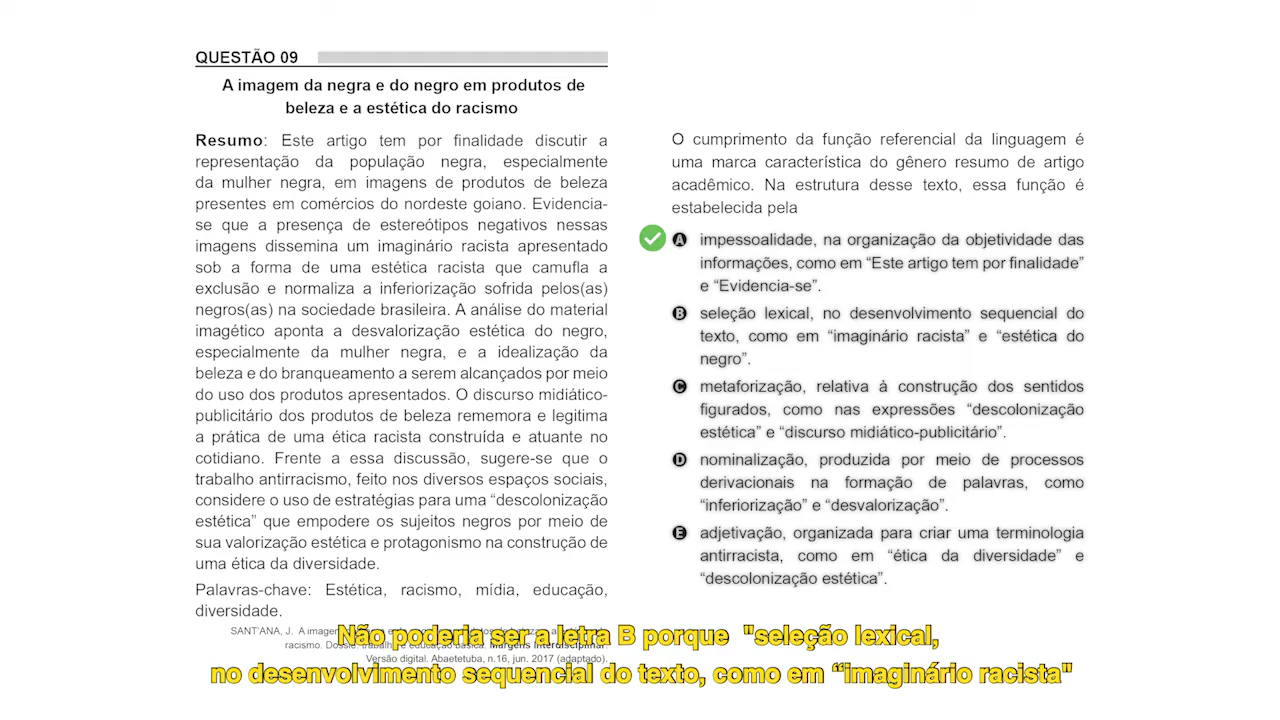 QUESTÃO 09
A imagem da negra e do negro em produtos de
beleza e a estética do racismo
Resumo: Este artigo tem por finalidade discutir a
representação da população negra, especialmente
da mulher negra, em imagens de produtos de beleza
presentes em comércios do nordeste goiano. Evidencia-
se que a presença de estereótipos negativos nessas
imagens dissemina um imaginário racista apresentado
sob a forma de uma estética racista que camufla a
exclusão e normaliza a inferiorização sofrida pelos(as)
negros(as) na sociedade brasileira. A análise do material
imagético aponta a desvalorização estética do negro,
especialmente da mulher negra, e a idealização da
beleza e do branqueamento a serem alcançados por meio
do uso dos produtos apresentados. O discurso midiático-
publicitário dos produtos de beleza rememora e legitima
a prática de uma ética racista construída e atuante no
cotidiano. Frente a essa discussão, sugere-se que o
trabalho antirracismo, feito nos diversos espaços sociais,
considere o uso de estratégias para uma “descolonização
estética” que empodere os sujeitos negros por meio de
sua valorização estética e protagonismo na construção de
uma ética da diversidade.
Palavras-chave: Estética, racismo, mídia, educação,
diversidade.
SANT'ANA, J. A imagem
racismo. Dossiê: trabalho e educação básica. Margens Interdisciplinar.
Versão digital. Abaetetuba, n.16, jun. 2017 (adaptado).
O cumprimento da função referencial da linguagem é
uma marca característica do gênero resumo de artigo
acadêmico. Na estrutura desse texto, essa função é
estabelecida pela
A impessoalidade, na organização da objetividade das
informações, como em “Este artigo tem por finalidade”
e “Evidencia-se”.
B seleção lexical, no desenvolvimento sequencial do
texto, como em “imaginário racista” e “estética do
negro”.
C metaforização, relativa à construção dos sentidos
figurados, como nas expressões “descolonização
estética” e “discurso midiático-publicitário”.
D nominalização, produzida por meio de processos
derivacionais na formação de palavras, como
“inferiorização” e “desvalorização”.
E adjetivação, organizada para criar uma terminologia
antirracista, como em “ética da diversidade” e
“descolonização estética”.
Não poderia ser a letra B porque "seleção lexical,
no desenvolvimento sequencial do texto, como em “imaginário racista"